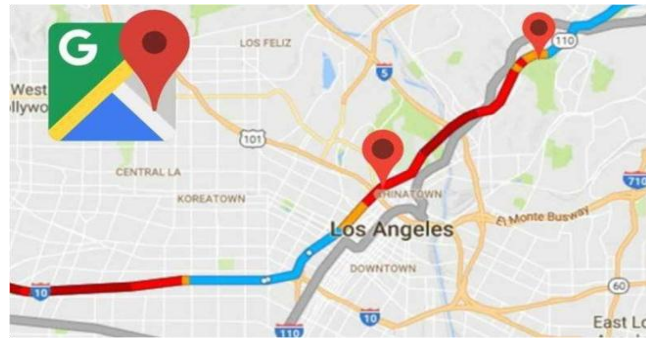 G
LOS FELIZ
110
5
West
llywo
101
CENTRAL LA
KOREATOWN
CHINATOWN
710
El Monte Busway
Los Angeles
DOWNTOWN
10
10
60
110
East Lo